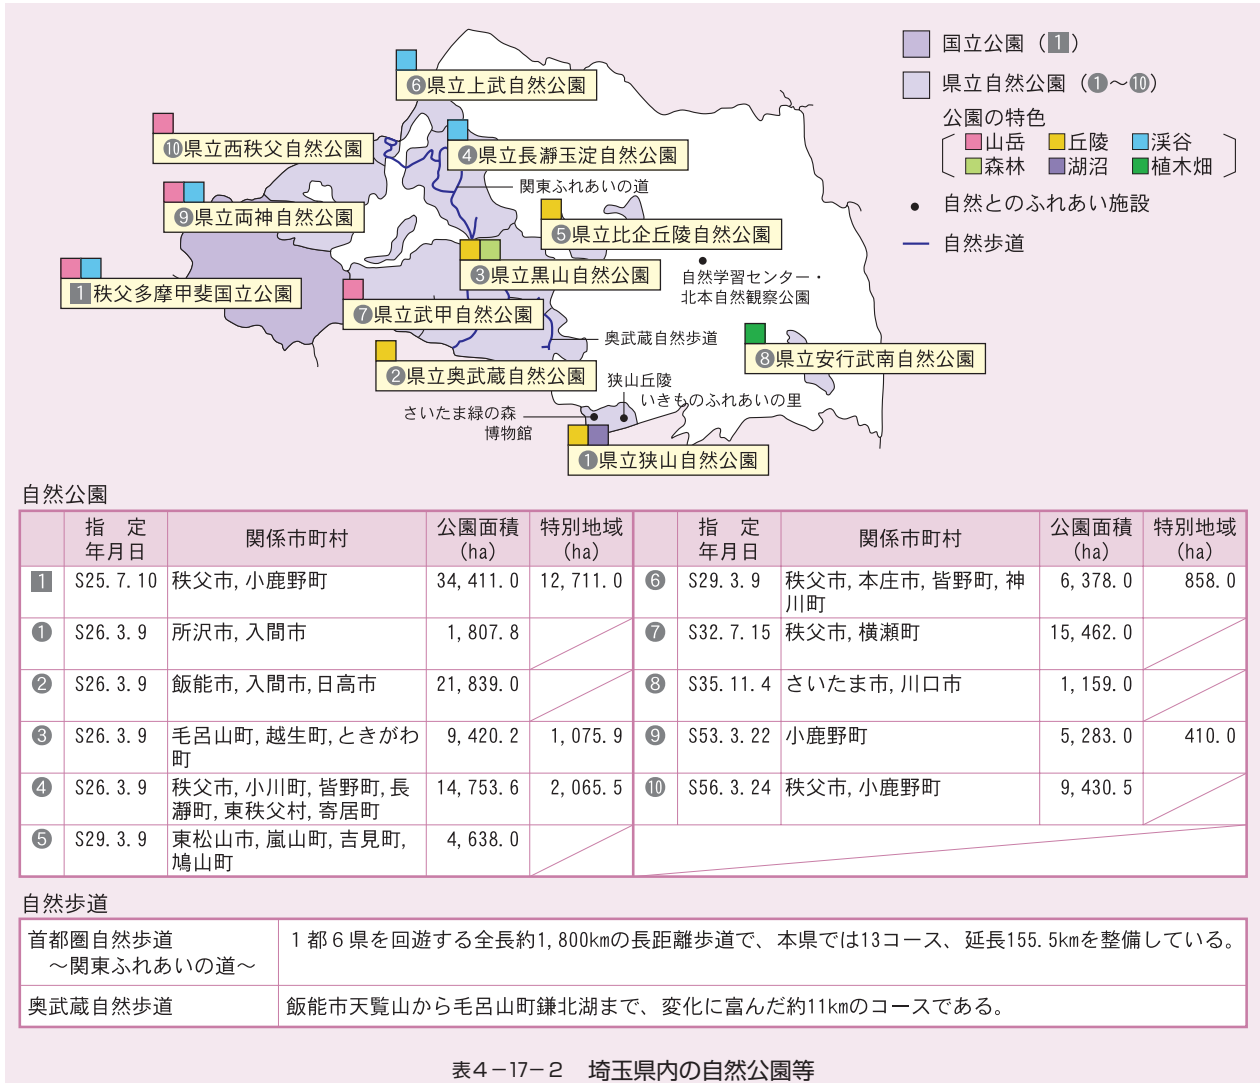 国立公園（1）
県立自然公園（❶～❿）
公園の特色
山岳 丘陵 渓谷
森林 湖沼 植木畑
自然とのふれあい施設
自然歩道
❻県立上武自然公園
❿県立西秩父自然公園
❹県立長瀞玉淀自然公園
関東ふれあいの道
❾県立両神自然公園
❺県立比企丘陵自然公園
❸県立黒山自然公園
自然学習センター・
北本自然観察公園
1秩父多摩甲斐国立公園
❼県立武甲自然公園
奥武蔵自然歩道
❽県立安行武南自然公園
❷県立奥武蔵自然公園
狭山丘陵
いきものふれあいの里
さいたま緑の森
博物館
❶県立狭山自然公園
自然公園
指　定
年月日
関係市町村
公園面積
(ha)
特別地域
(ha)
指　定
年月日
関係市町村
公園面積
(ha)
特別地域
(ha)
1 S25.7.10 秩父市,小鹿野町 34,411.0 12,711.0
❶ S26.3.9 所沢市,入間市 1,807.8
❷ S26.3.9 飯能市,入間市,日高市 21,839.0
❸ S26.3.9 毛呂山町,越生町,ときがわ 9,420.2 1,075.9
町
❹ S26.3.9 秩父市,小川町,皆野町,長 14,753.6 2,065.5
瀞町,東秩父村,寄居町
❺ S29.3.9 東松山市,嵐山町,吉見町, 4,638.0
鳩山町
❻ S29.3.9 秩父市,本庄市,皆野町,神 6,378.0 858.0
川町
❼ S32.7.15 秩父市,横瀬町 15,462.0
❽ S35.11.4 さいたま市,川口市 1,159.0
❾ S53.3.22 小鹿野町 5,283.0 410.0
❿ S56.3.24 秩父市,小鹿野町 9,430.5
自然歩道
首都圏自然歩道
～関東ふれあいの道～
１都６県を回遊する全長約1,800kmの長距離歩道で、本県では13コース、延長155.5kmを整備している。
奥武蔵自然歩道
飯能市天覧山から毛呂山町鎌北湖まで、変化に富んだ約11kmのコースである。
表４－17－２　埼玉県内の自然公園等